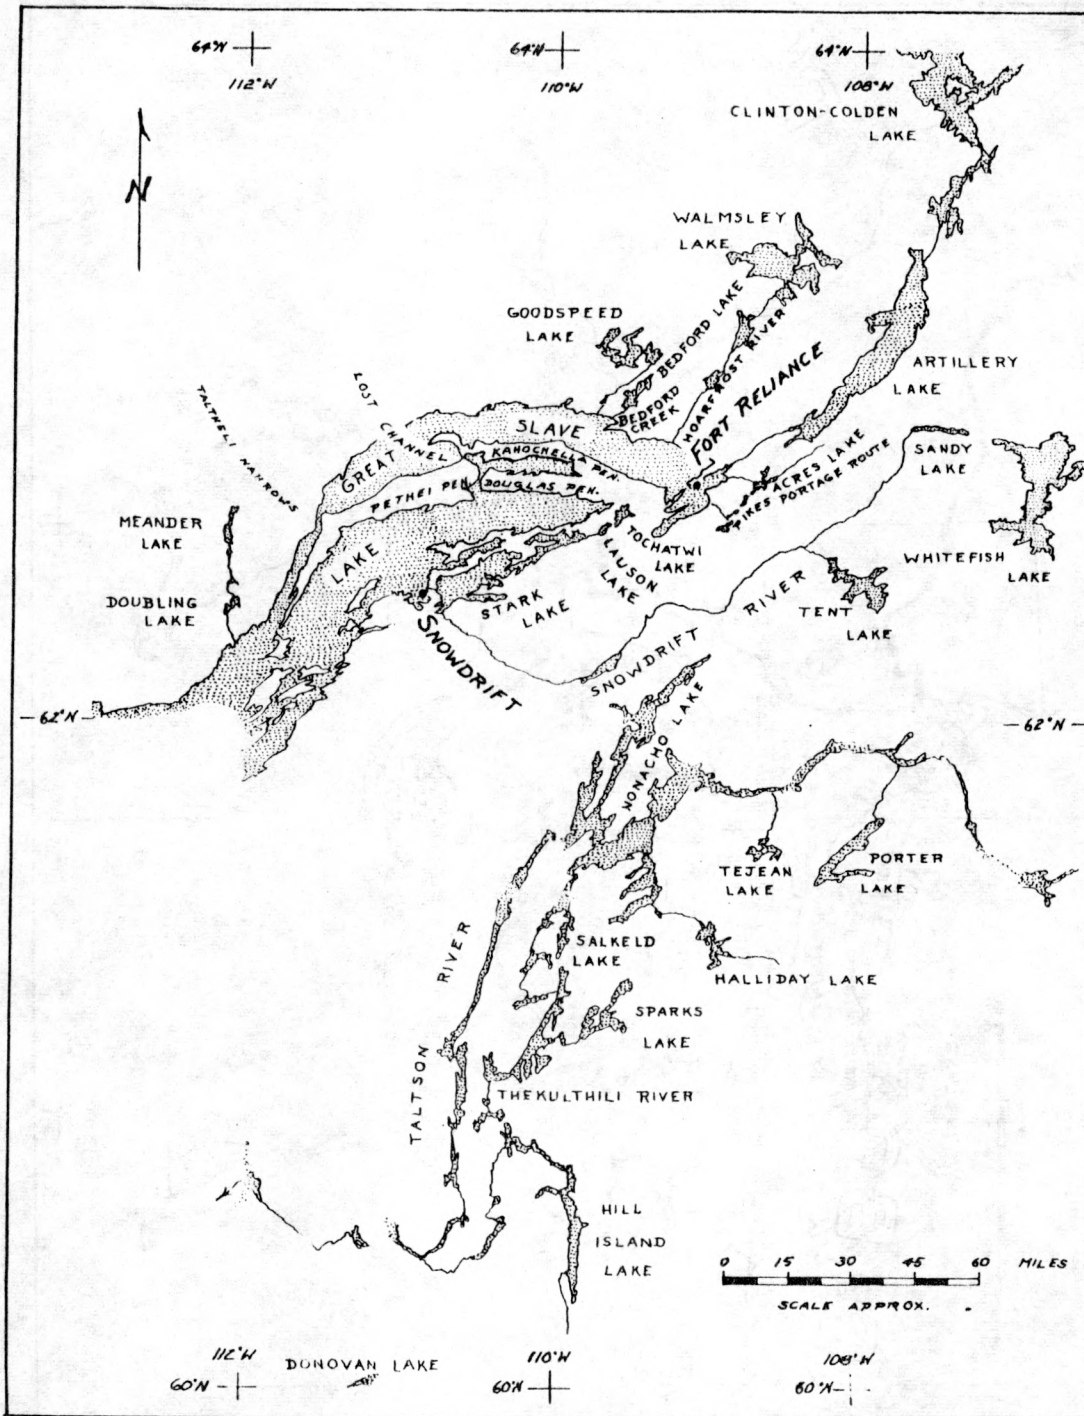 64°N
64°N
64°N
112°W
110°W
108°W
CLINTON-COLDEN
LAKE
N
WALMSLEY
LAKE
GOODSPEED
LAKE
BEDFORD LAKE
BEDFORD
CREEK
HOARFROST RIVER
FORT RELIANCE
ARTILLERY
LAKE
TALTHELI NARROWS
LOST CHANNEL
GREAT
SLAVE
LAKE
KAHOCHELLA PEN.
PETHEI PEN
DOUGLAS PEN.
ACRES LAKE
PIKES PORTAGE ROUTE
SANDY
LAKE
MEANDER
LAKE
TOCHATWI
LAKE
LAUSON
LAKE
WHITEFISH
LAKE
DOUBLING
LAKE
STARK
LAKE
TENT
LAKE
SNOWDRIFT
SNOWDRIFT RIVER
62°N
62°N
NONACHO LAKE
TEJEAN
LAKE
PORTER
LAKE
SALKELD
LAKE
HALLIDAY LAKE
TALTSON RIVER
SPARKS
LAKE
THEKULTHILI RIVER
HILL
ISLAND
LAKE
0 15 30 45 60 MILES
SCALE APPROX.
112°W
110°W
108°W
DONOVAN LAKE
60°N
60°N
60°N